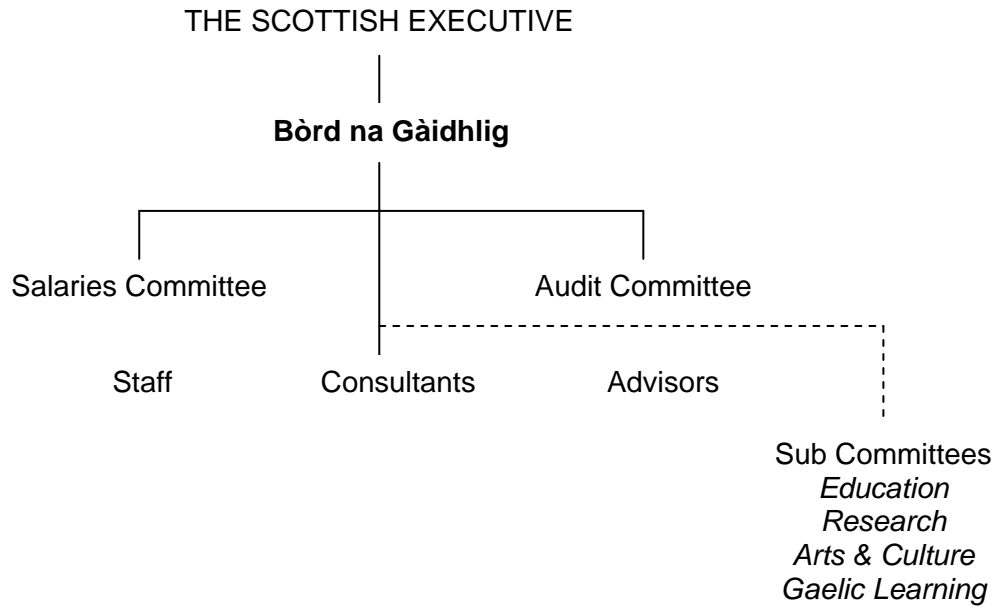 THE SCOTTISH EXECUTIVE
Bòrd na Gàidhlig
Salaries Committee
Audit Committee
Staff
Consultants
Advisors
Sub Committees
Education
Research
Arts & Culture
Gaelic Learning